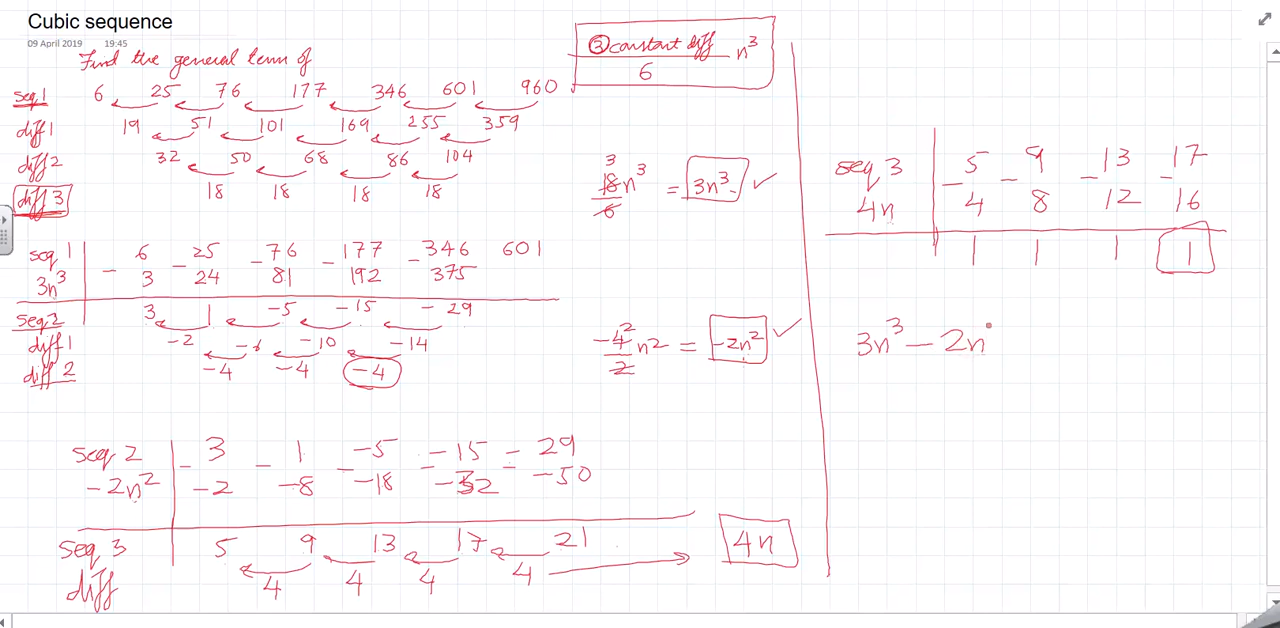 Cubic sequence
09 April 2019 19:45
Find the general term of
③ constant diff / 6 n³
seq 1 6 25 76 177 346 601 960
diff 1 19 51 101 169 255 359
diff 2 32 50 68 86 104
diff 3 18 18 18 18 18
18/6 n³ = 3n³ ✓
3
seq 1 6 25 76 177 346 601
3n³ - 3 - 24 - 81 - 192 - 375
seq 2 3 1 -5 -15 -29
diff 1 -2 -6 -10 -14
diff 2 -4 -4 -4
-4/2 n² = -2n² ✓
2
seq 2 3 1 -5 -15 -29
-2n² - -2 - -8 - -18 - -32 - -50
seq 3 5 9 13 17 21
diff 4 4 4 4
4n
seq 3 5 9 13 17
4n - 4 - 8 - 12 - 16
1 1 1 1
3n³ - 2n